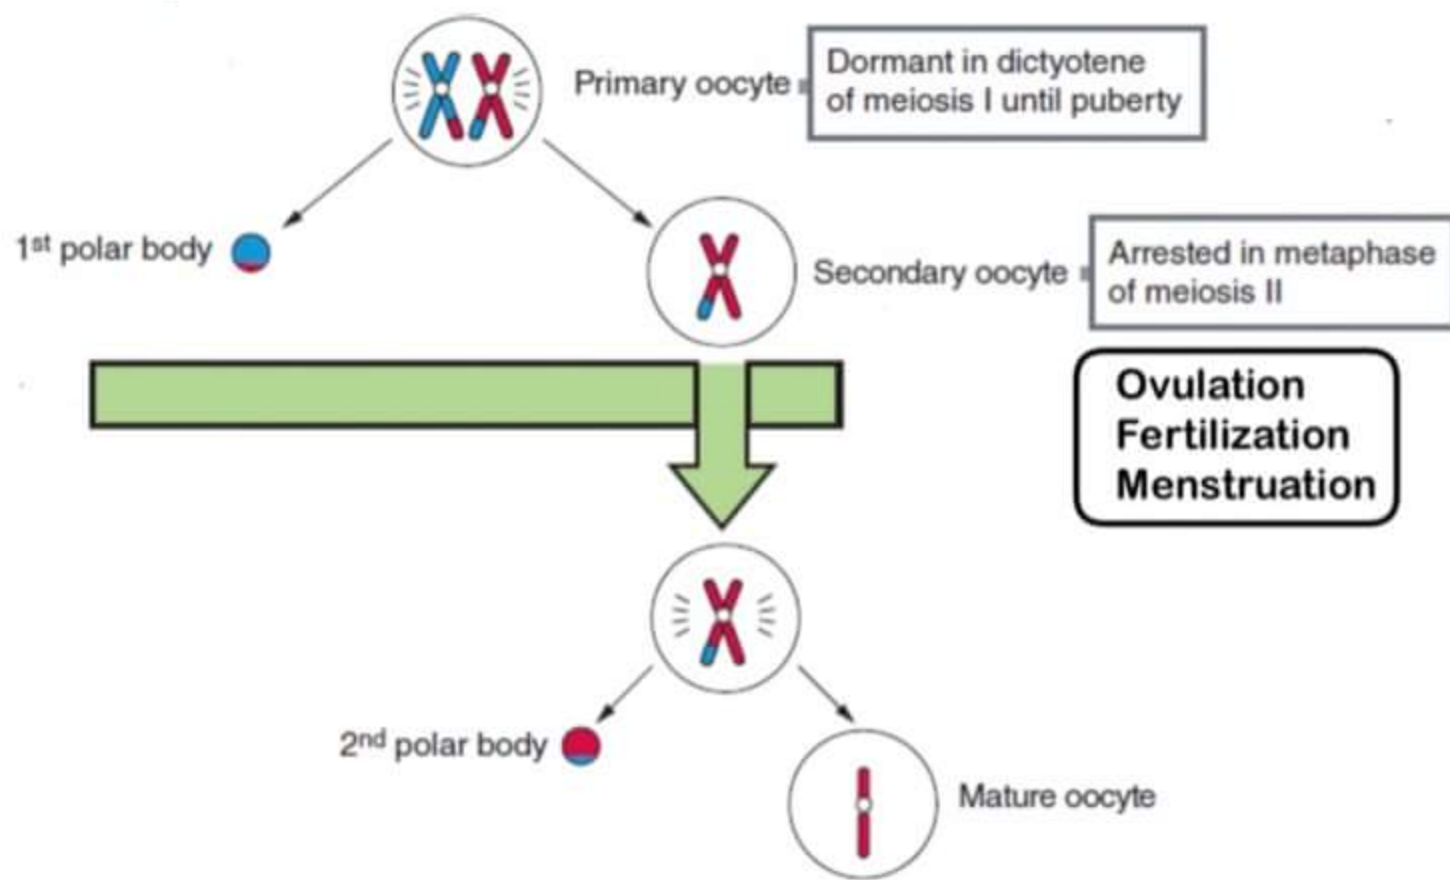 Primary oocyte
Dormant in dictyotene
of meiosis I until puberty
1st polar body
Secondary oocyte
Arrested in metaphase
of meiosis II
Ovulation
Fertilization
Menstruation
2nd polar body
Mature oocyte